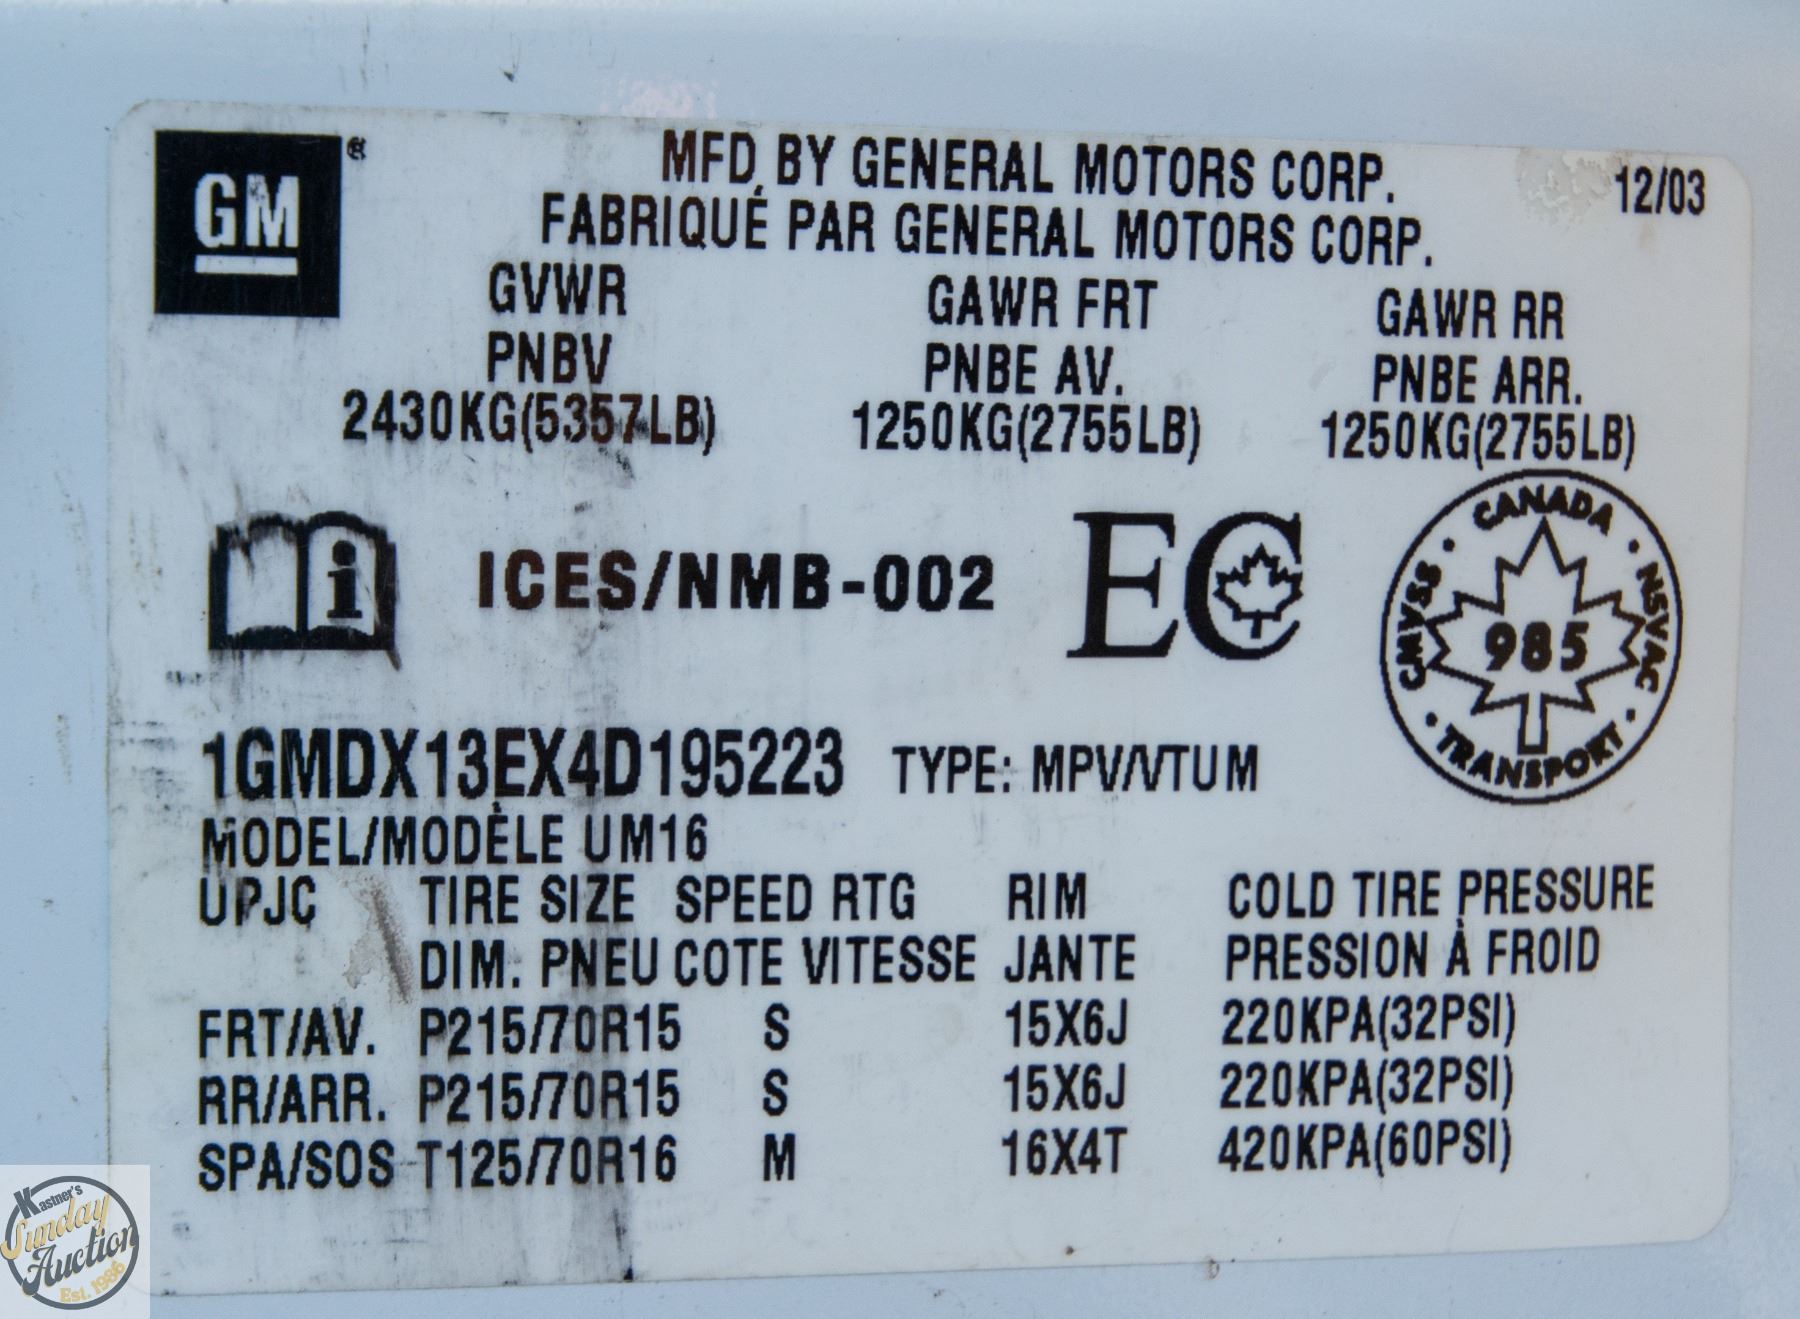 GM ®
MFD BY GENERAL MOTORS CORP.
12/03
FABRIQUÉ PAR GENERAL MOTORS CORP.
GVWR GAWR FRT GAWR RR
PNBV PNBE AV. PNBE ARR.
2430KG(5357LB) 1250KG(2755LB) 1250KG(2755LB)
i
ICES/NMB-002
EC
CANADA
CMVSS NSVAC
985
TRANSPORT
1GMDX13EX4D195223 TYPE: MPV/VTUM
MODEL/MODÈLE UM16
UPJC TIRE SIZE SPEED RTG RIM COLD TIRE PRESSURE
DIM. PNEU COTE VITESSE JANTE PRESSION À FROID
FRT/AV. P215/70R15 S 15X6J 220KPA(32PSI)
RR/ARR. P215/70R15 S 15X6J 220KPA(32PSI)
SPA/SOS T125/70R16 M 16X4T 420KPA(60PSI)
Kastner's
Sunday
Auction
Est. 1986